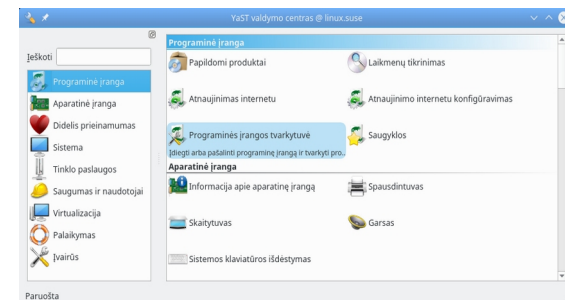 YaST valdymo centras @ linux.suse
Ieškoti
Programinė įranga
Aparatinė įranga
Didelis prieinamumas
Sistema
Tinklo paslaugos
Saugumas ir naudotojai
Virtualizacija
Palaikymas
Įvairūs
Programinė įranga
Papildomi produktai
Laikmenų tikrinimas
Atnaujinimas internetu
Atnaujinimo internetu konfigūravimas
Programinės įrangos tvarkytuvė
Įdiegti arba pašalinti programinę įrangą ir tvarkyti pro...
Saugyklos
Aparatinė įranga
Informacija apie aparatinę įrangą
Spausdintuvas
Skaitytuvas
Garsas
Sistemos klaviatūros išdėstymas
Paruošta